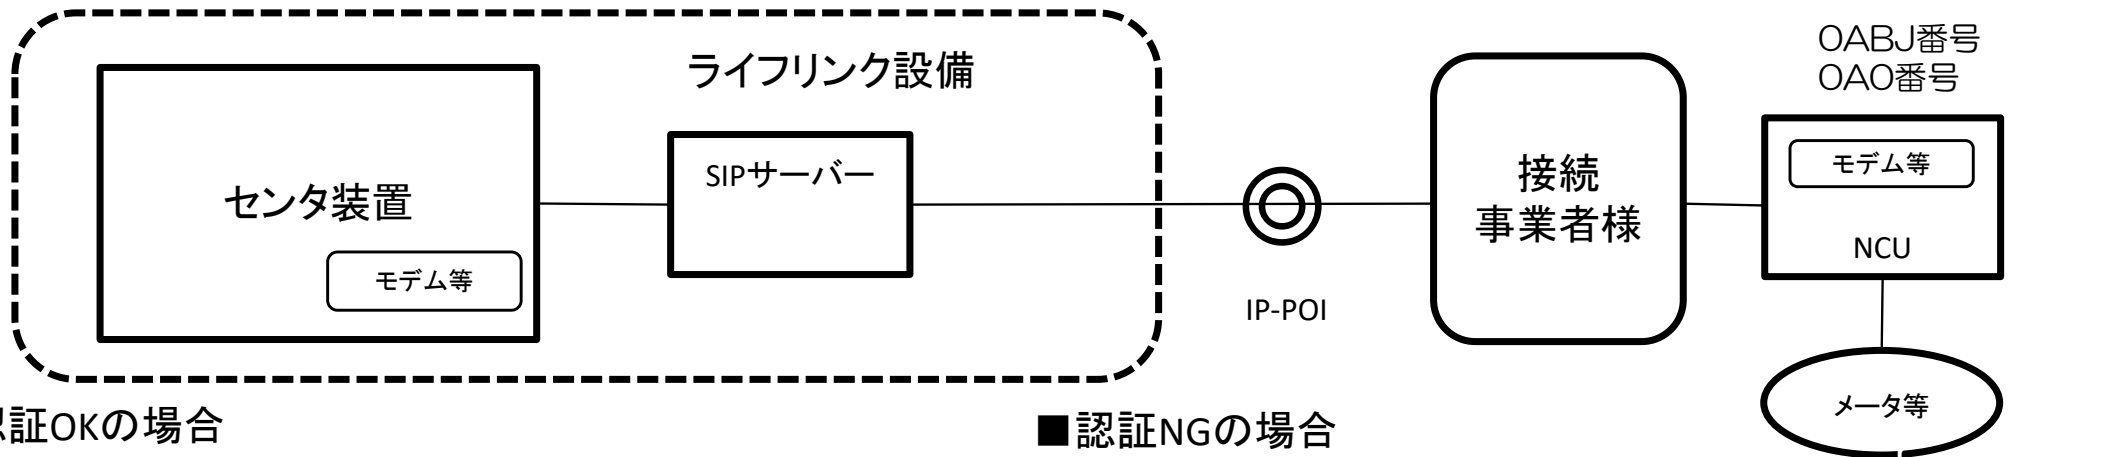 ライフリンク設備
センタ装置
モデム等
SIPサーバー
IP-POI
接続
事業者様
0ABJ番号
0A0番号
モデム等
NCU
メータ等
認証OKの場合
■認証NGの場合